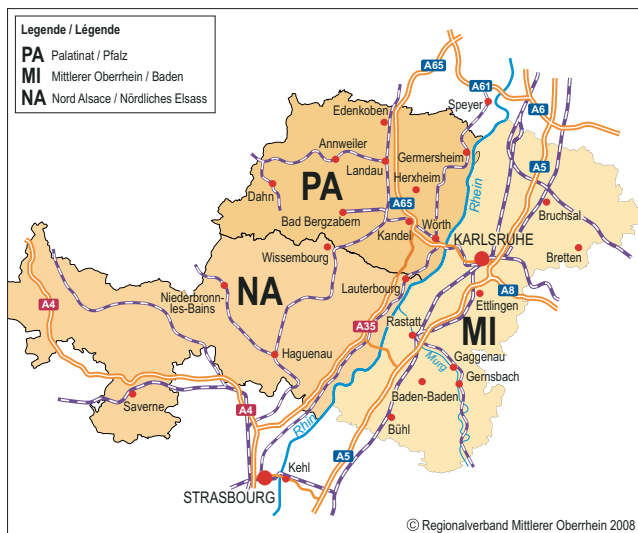 Legende / Légende
PA Palatinat / Pfalz
MI Mittlerer Oberrhein / Baden
NA Nord Alsace / Nördliches Elsass
A65
A61
Speyer
A6
Edenkoben
A5
Annweiler
Germersheim
Landau
PA
Herxheim
Rhein
Dahn
A65
Bruchsal
Bad Bergzabern
Wörth
Kandel
KARLSRUHE
Wissembourg
Bretten
NA
Lauterbourg
A8
Niederbronn-
les-Bains
Ettlingen
A4
A35
Rastatt
MI
Haguenau
Murg
Gaggenau
Gernsbach
Baden-Baden
Saverne
A4
Rhin
Bühl
A5
Kehl
STRASBOURG
© Regionalverband Mittlerer Oberrhein 2008